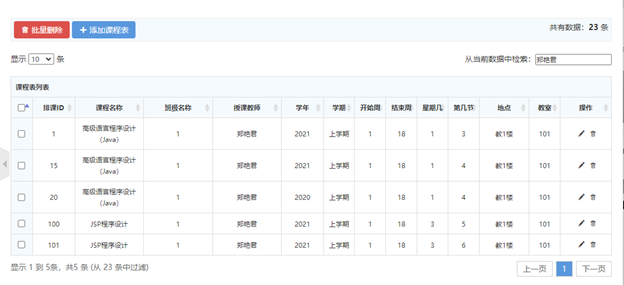 批量删除 添加课程表 共有数据：23 条
显示 10 条 从当前数据中检索：郑艳君
课程表列表
排课ID 课程名称 班级名称 授课教师 学年 学期 开始周 结束周 星期几 第几节 地点 教室 操作
1 高级语言程序设计（Java） 1 郑艳君 2021 上学期 1 18 1 3 教1楼 101
15 高级语言程序设计（Java） 1 郑艳君 2021 上学期 1 18 1 4 教1楼 101
20 高级语言程序设计（Java） 1 郑艳君 2020 上学期 1 18 1 4 教1楼 101
100 JSP程序设计 1 郑艳君 2021 上学期 1 18 3 5 教1楼 101
101 JSP程序设计 1 郑艳君 2021 上学期 1 18 3 6 教1楼 101
显示 1 到 5条，共5 条 (从 23 条中过滤) 上一页 1 下一页